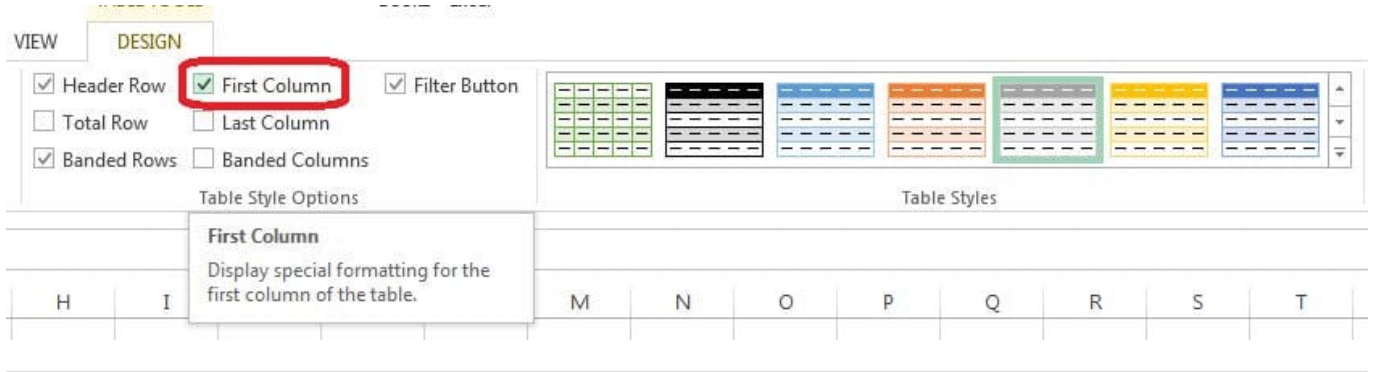 VIEW DESIGN
Header Row First Column Filter Button
Total Row Last Column
Banded Rows Banded Columns
Table Style Options Table Styles
First Column
Display special formatting for the
first column of the table.
H I M N O P Q R S T